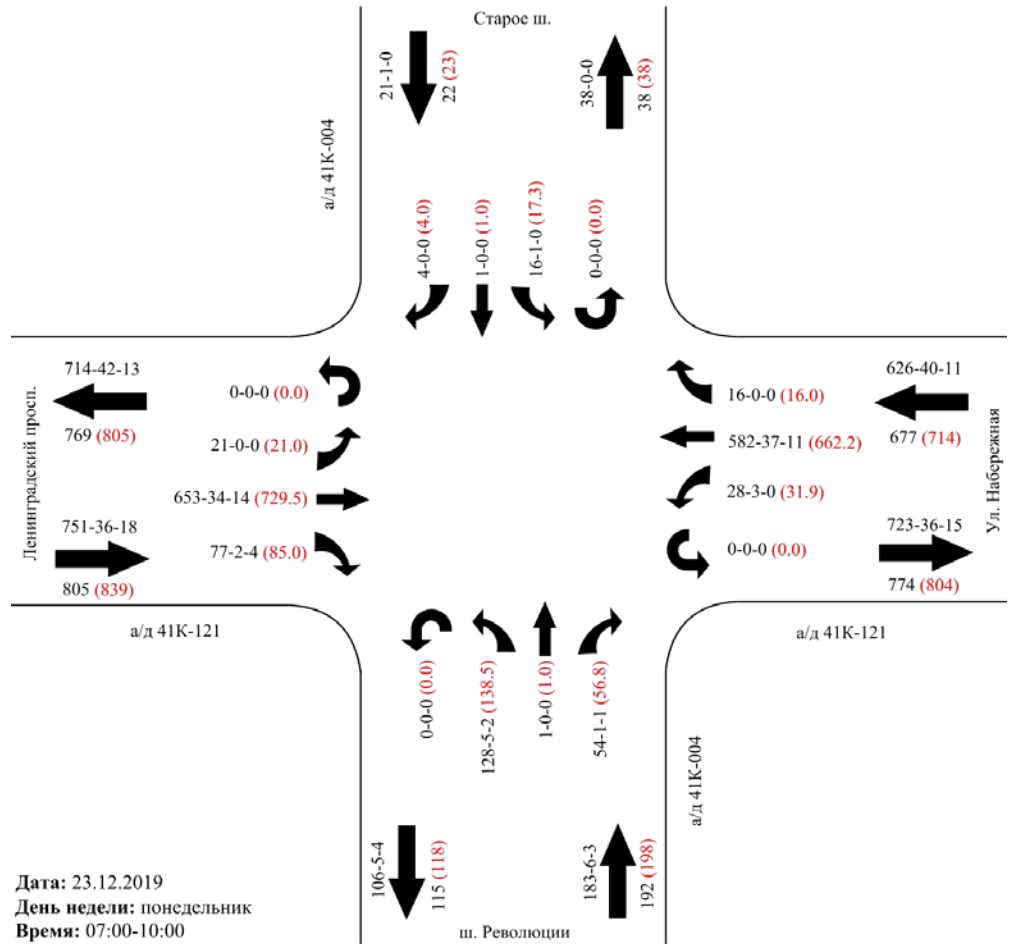 Старое ш.
21-1-0
22 (23)
38-0-0
38 (38)
а/д 41К-004
4-0-0 (4.0)
1-0-0 (1.0)
16-1-0 (17.3)
0-0-0 (0.0)
Ленинградский просп.
714-42-13
769 (805)
751-36-18
805 (839)
0-0-0 (0.0)
21-0-0 (21.0)
653-34-14 (729.5)
77-2-4 (85.0)
16-0-0 (16.0)
582-37-11 (662.2)
28-3-0 (31.9)
0-0-0 (0.0)
626-40-11
677 (714)
723-36-15
774 (804)
Ул. Набережная
а/д 41К-121
а/д 41К-121
0-0-0 (0.0)
128-5-2 (138.5)
1-0-0 (1.0)
54-1-1 (56.8)
а/д 41К-004
106-5-4
115 (118)
183-6-3
192 (198)
ш. Революции
Дата: 23.12.2019
День недели: понедельник
Время: 07:00-10:00